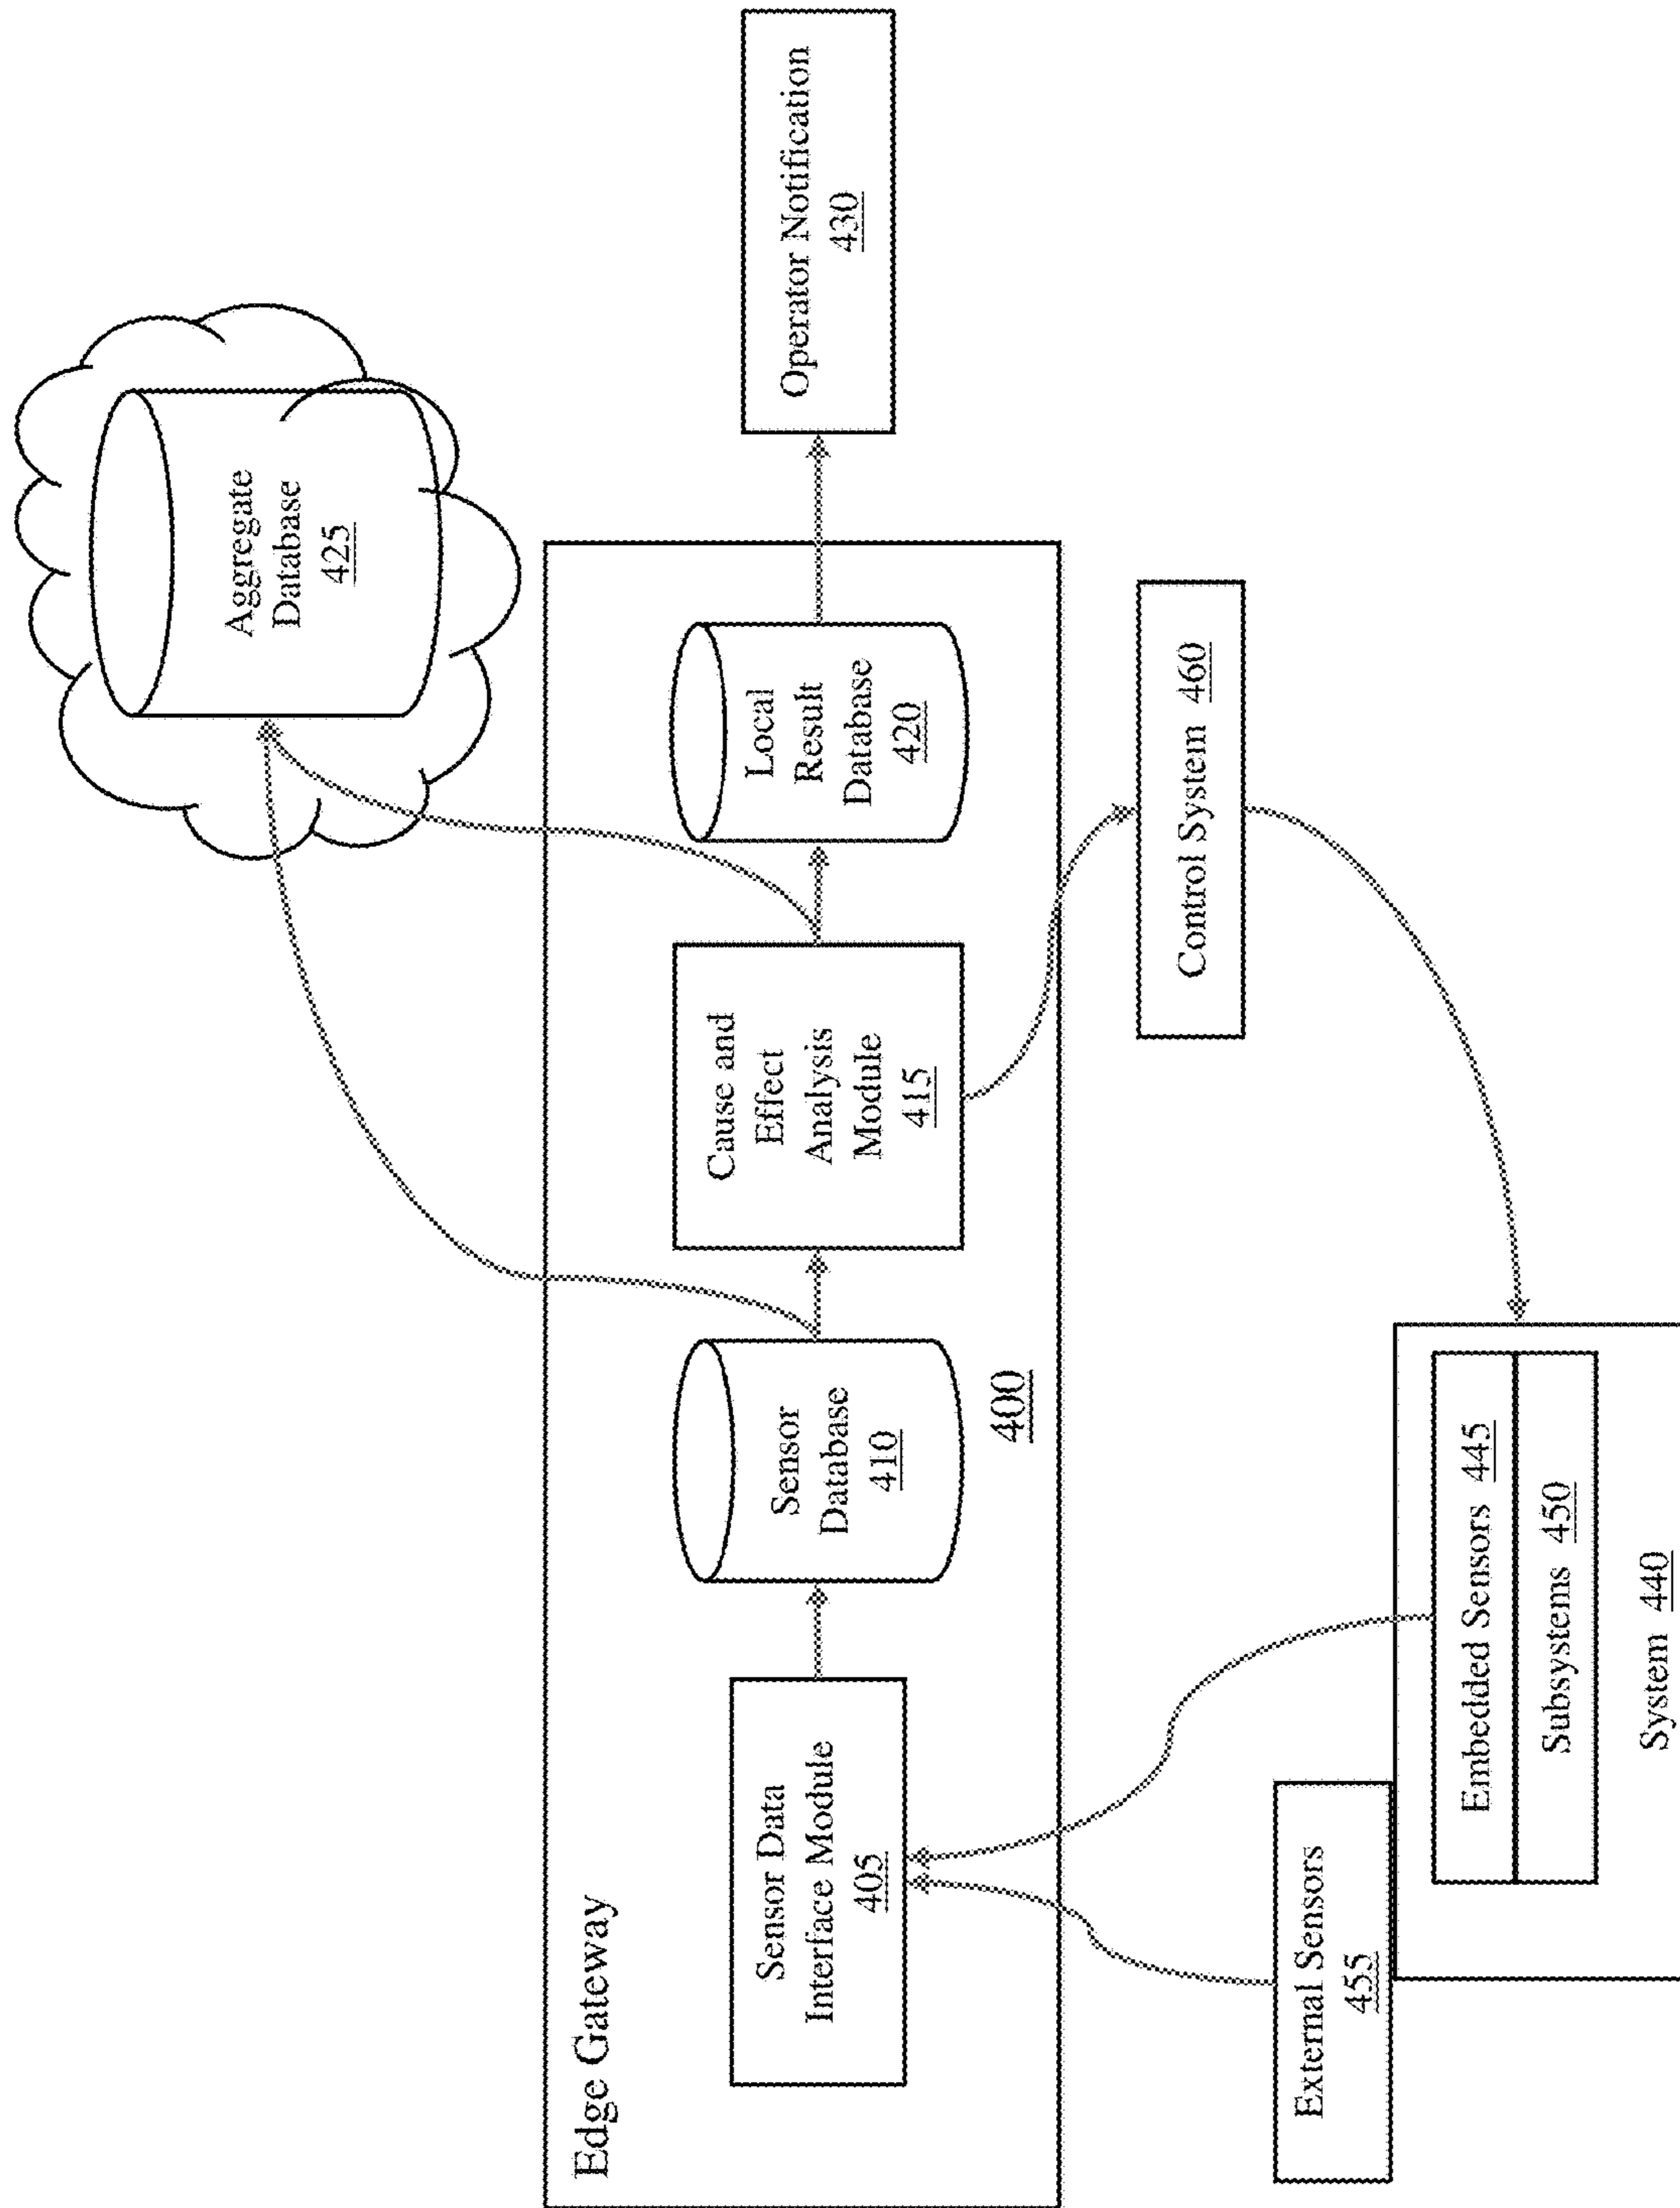 Edge Gateway
Sensor Data
Interface Module
405
Sensor
Database
410
Cause and
Effect
Analysis
Module
415
Local
Result
Database
420
400
Aggregate
Database
425
Operator Notification
430
Control System 460
External Sensors
455
Embedded Sensors 445
Subsystems 450
System 440